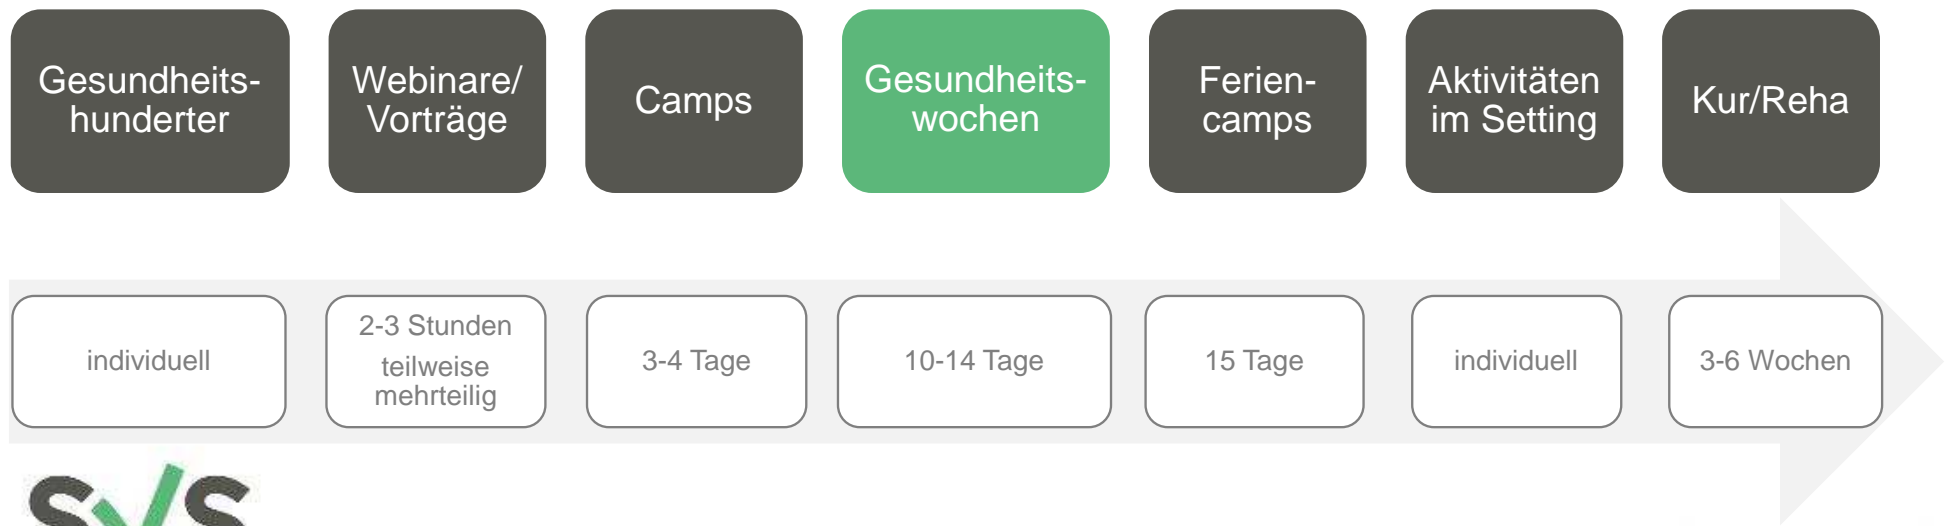 Gesundheits-
hunderter
Webinare/
Vorträge
Camps
Gesundheits-
wochen
Ferien-
camps
Aktivitäten
im Setting
Kur/Reha
individuell
2-3 Stunden
teilweise
mehrteilig
3-4 Tage
10-14 Tage
15 Tage
individuell
3-6 Wochen
SVS